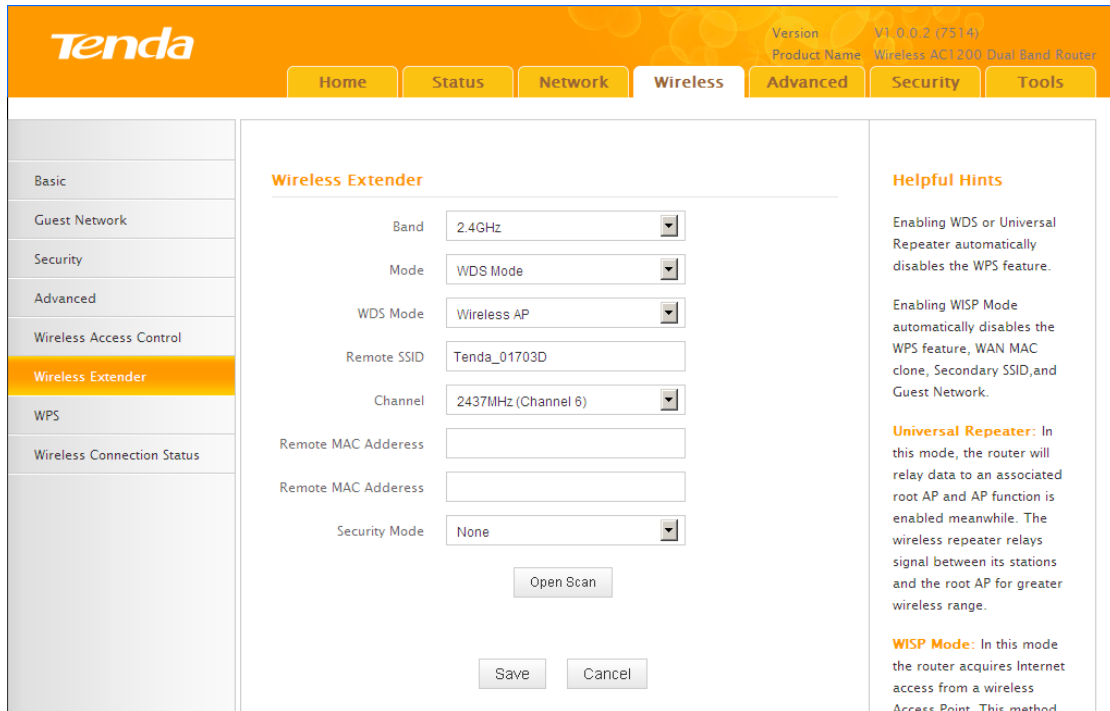 Tenda
Version V1.0.0.2 (7514)
Product Name Wireless AC1200 Dual Band Router
Home Status Network Wireless Advanced Security Tools
Basic
Guest Network
Security
Advanced
Wireless Access Control
Wireless Extender
WPS
Wireless Connection Status
Wireless Extender
Band 2.4GHz
Mode WDS Mode
WDS Mode Wireless AP
Remote SSID Tenda_01703D
Channel 2437MHz (Channel 6)
Remote MAC Adderess
Remote MAC Adderess
Security Mode None
Open Scan
Save Cancel
Helpful Hints
Enabling WDS or Universal
Repeater automatically
disables the WPS feature.
Enabling WISP Mode
automatically disables the
WPS feature, WAN MAC
clone, Secondary SSID,and
Guest Network.
Universal Repeater: In
this mode, the router will
relay data to an associated
root AP and AP function is
enabled meanwhile. The
wireless repeater relays
signal between its stations
and the root AP for greater
wireless range.
WISP Mode: In this mode
the router acquires Internet
access from a wireless
Access Point. This method